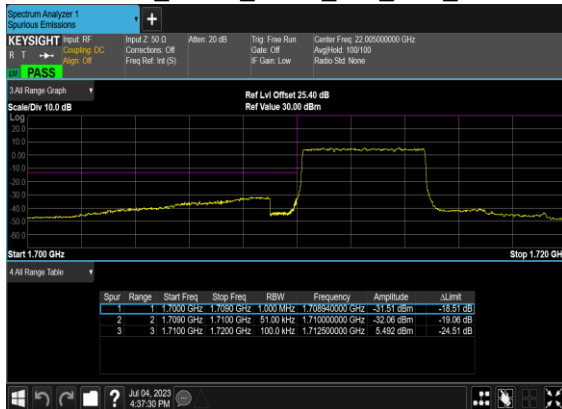 Spectrum Analyzer 1
Spurious Emissions
+
KEYSIGHT Input: RF Input Z: 50 Ω Atten: 20 dB Trig: Free Run Center Freq: 22.005000000 GHz
R T Coupling: DC Corrections: Off Gate: Off Avg|Hold: 100/100
Align: Off Freq Ref: Int (S) IF Gain: Low Radio Std: None
PASS
3 All Range Graph
Ref Lvl Offset 25.40 dB
Scale/Div 10.0 dB Ref Value 30.00 dBm
Log
20.0
10.0
0.00
-10.0
-20.0
-30.0
-40.0
-50.0
-60.0
Start 1.700 GHz Stop 1.720 GH
4 All Range Table
Spur Range Start Freq Stop Freq RBW Frequency Amplitude ΔLimit
1 1 1.7000 GHz 1.7090 GHz 1.000 MHz 1.708940000 GHz -31.51 dBm -18.51 dB
2 2 1.7090 GHz 1.7100 GHz 51.00 kHz 1.710000000 GHz -32.06 dBm -19.06 dB
3 3 1.7100 GHz 1.7200 GHz 100.0 kHz 1.712500000 GHz 5.492 dBm -24.51 dB
? Jul 04, 2023
4:37:30 PM